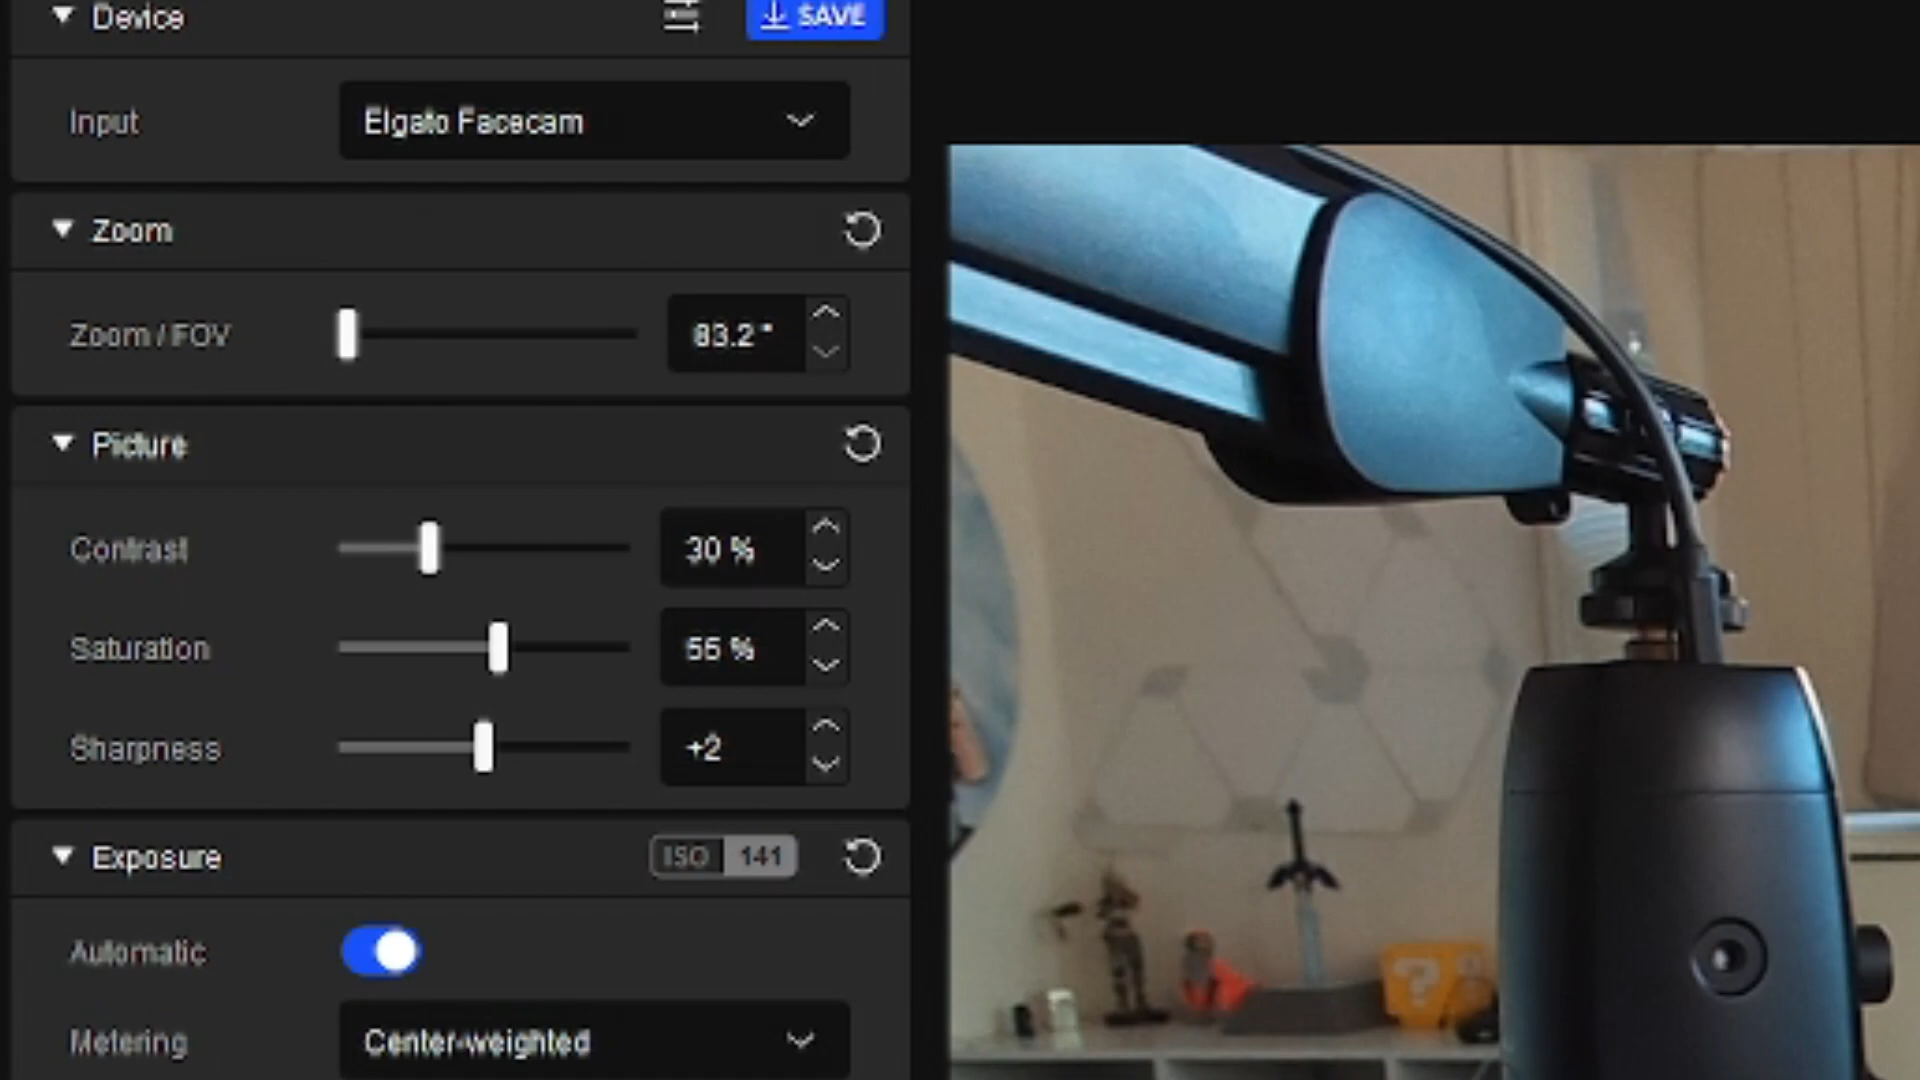 Device
SAVE
Input
Elgato Facecam
Zoom
Zoom / FOV
83.2°
Picture
Contrast
30 %
Saturation
55 %
Sharpness
+2
Exposure
ISO 141
Automatic
Metering
Center-weighted
?